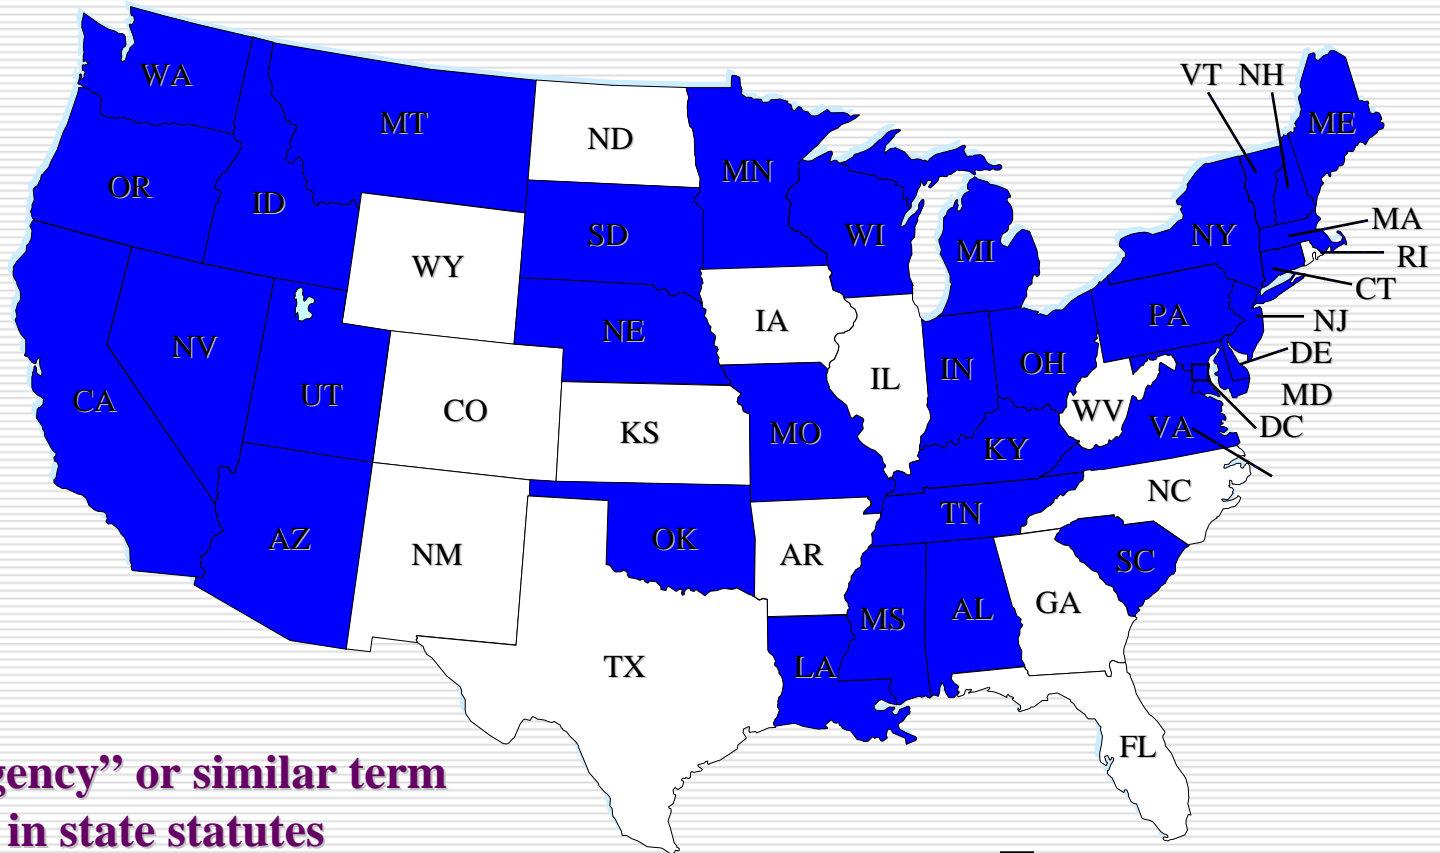 VT NH
WA
MT
ME
ND
MN
OR
ID
MA
SD
WI
NY
MI
RI
WY
CT
PA
NJ
IA
NE
NV
DE
IN
OH
IL
UT
MD
CA
CO
WV
DC
VA
KS
MO
KY
NC
TN
AZ
OK
NM
AR
SC
GA
AL
MS
TX
LA
FL
” or similar term
in state statutes